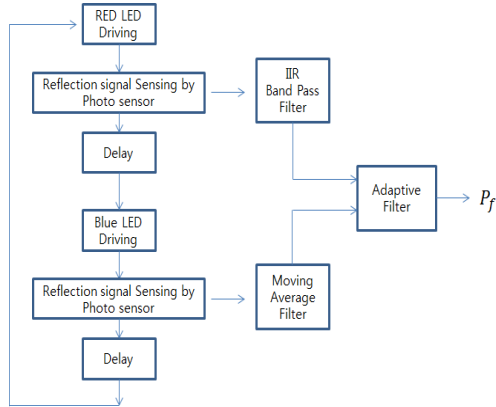 RED LED
Driving
Reflection signal Sensing by
Photo sensor
IIR
Band Pass
Filter
Delay
Adaptive
Filter
P_f
Blue LED
Driving
Reflection signal Sensing by
Photo sensor
Moving
Average
Filter
Delay